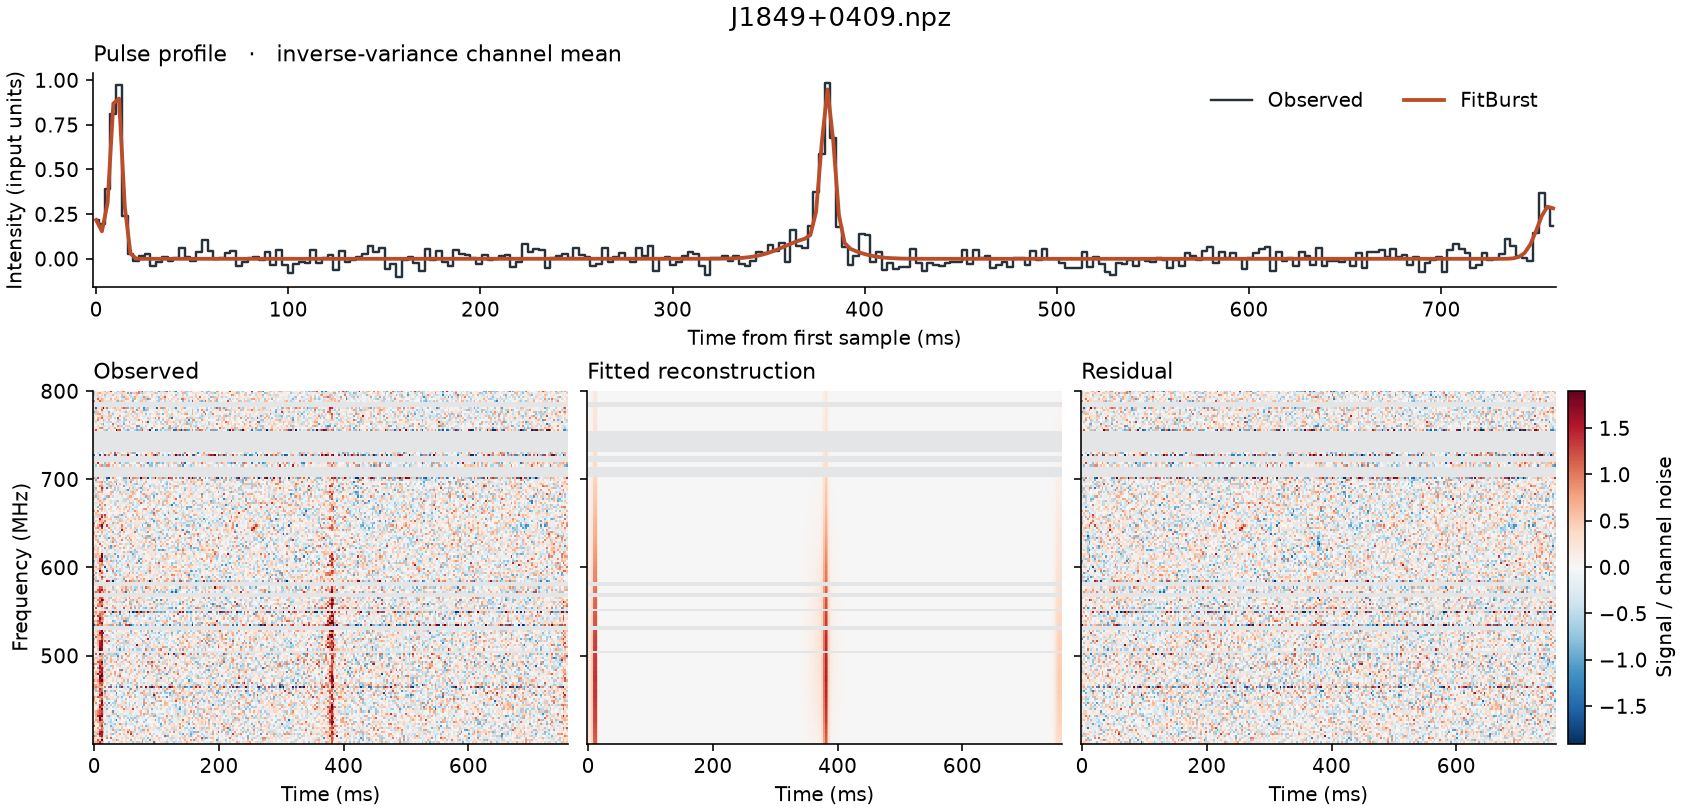 J1849+0409.npz
Pulse profile · inverse-variance channel mean
Intensity (input units)
1.00
0.75
0.50
0.25
0.00
Observed
FitBurst
0 100 200 300 400 500 600 700
Time from first sample (ms)
Observed
Fitted reconstruction
Residual
Frequency (MHz)
800
700
600
500
0 200 400 600
Time (ms)
0 200 400 600
Time (ms)
0 200 400 600
Time (ms)
1.5
1.0
0.5
0.0
−0.5
−1.0
−1.5
Signal / channel noise